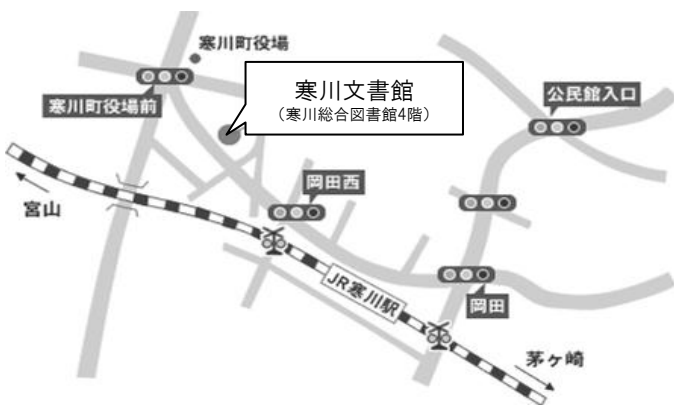 寒川町役場
寒川文書館
（寒川総合図書館4階）
寒川町役場前
公民館入口
岡田西
宮山
JR寒川駅
岡田
茅ヶ崎